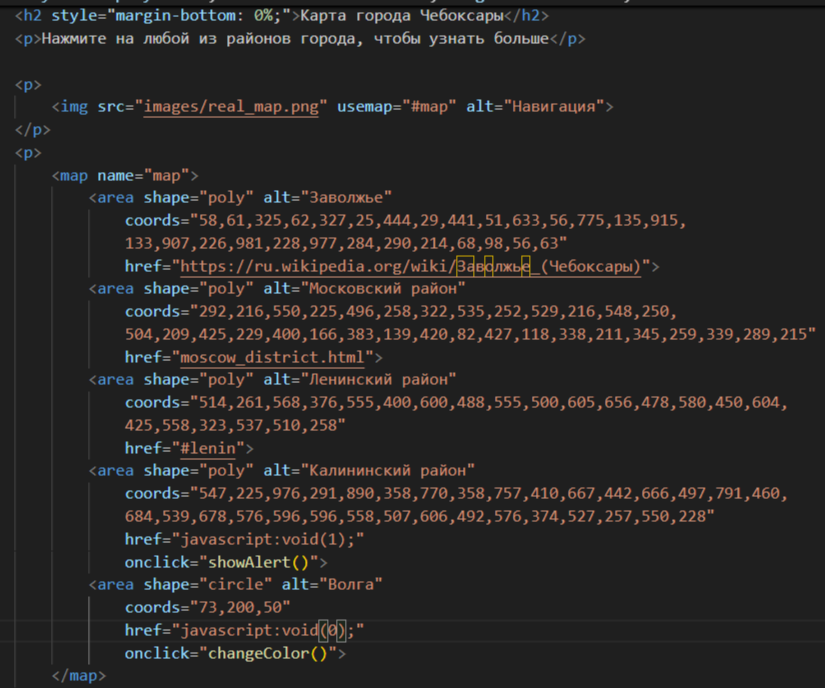 <h2 style="margin-bottom: 0%;">Карта города Чебоксары</h2>
<p>Нажмите на любой из районов города, чтобы узнать больше</p>
<p>
<img src="images/real_map.png" usemap="#map" alt="Навигация">
</p>
<p>
<map name="map">
<area shape="poly" alt="Заволжье"
coords="58,61,325,62,327,25,444,29,441,51,633,56,775,135,915,
133,907,226,981,228,977,284,290,214,68,98,56,63"
href="https://ru.wikipedia.org/wiki/Заволжье_(Чебоксары)">
<area shape="poly" alt="Московский район"
coords="292,216,550,225,496,258,322,535,252,529,216,548,250,
504,209,425,229,400,166,383,139,420,82,427,118,338,211,345,259,339,289,215"
href="moscow_district.html">
<area shape="poly" alt="Ленинский район"
coords="514,261,568,376,555,400,600,488,555,500,605,656,478,580,450,604,
425,558,323,537,510,258"
href="#lenin">
<area shape="poly" alt="Калининский район"
coords="547,225,976,291,890,358,770,358,757,410,667,442,666,497,791,460,
684,539,678,576,596,596,558,507,606,492,576,374,527,257,550,228"
href="javascript:void(1);"
onclick="showAlert()">
<area shape="circle" alt="Волга"
coords="73,200,50"
href="javascript:void(0);"
onclick="changeColor()">
</map>